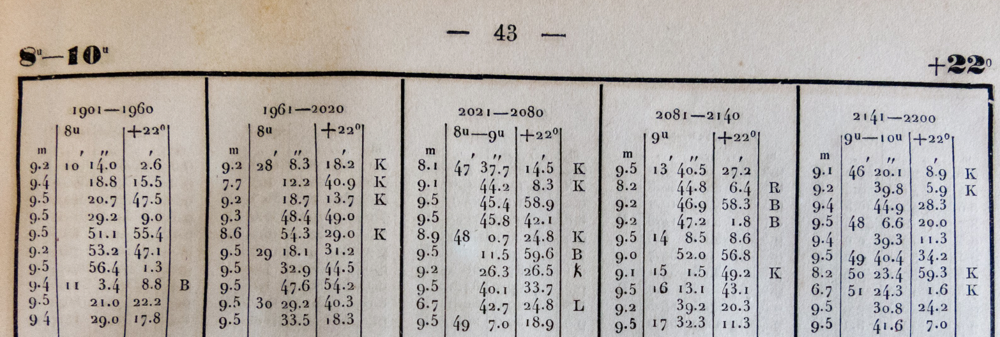 — 43 —
8ᵘ—10ᵘ +22⁰
1901—1960 1961—2020 2021—2080 2081—2140 2141—2200
8u +22⁰ 8u +22⁰ 8u—9u +22⁰ 9u +22⁰ 9u—10u +22⁰
m ′ ″ ′ m ′ ″ ′ m ′ ″ ′ m ′ ″ ′ m ′ ″ ′
9.2 10 14.0 2.6 9.2 28 8.3 18.2 K 8.1 47 37.7 14.5 K 9.5 13 40.5 27.2 9.1 46 20.1 8.9 K
9.4 18.8 15.5 7.7 12.2 40.9 K 9.1 44.2 8.3 K 8.2 44.8 6.4 R 9.2 39.8 5.9 K
9.5 20.7 47.5 9.2 18.7 13.7 K 9.5 45.4 58.9 9.2 46.9 58.3 B 9.4 44.9 28.3
9.5 29.2 9.0 9.3 48.4 49.0 9.5 45.8 42.1 9.2 47.2 1.8 B 9.5 48 6.6 20.0
9.5 51.1 55.4 8.6 54.3 29.0 K 8.9 48 0.7 24.8 K 9.5 14 8.5 8.6 9.4 39.3 11.3
9.2 53.2 47.1 9.5 29 18.1 31.2 9.5 11.5 59.6 B 9.0 52.0 56.8 9.5 49 40.4 34.2
9.5 56.4 1.3 9.5 32.9 44.5 9.2 26.3 26.5 k 9.1 15 1.5 49.2 K 8.2 50 23.4 59.3 K
9.4 11 3.4 8.8 B 9.5 47.6 54.2 9.5 40.1 33.7 9.5 16 13.1 43.1 6.7 51 24.3 1.6 K
9.5 21.0 22.2 9.5 30 29.2 40.3 6.7 42.7 24.8 L 9.2 39.2 20.3 9.5 30.8 24.2
9 4 29.0 17.8 9.5 33.5 18.3 9.5 49 7.0 18.9 9.5 17 32.3 11.3 9.5 41.6 7.0